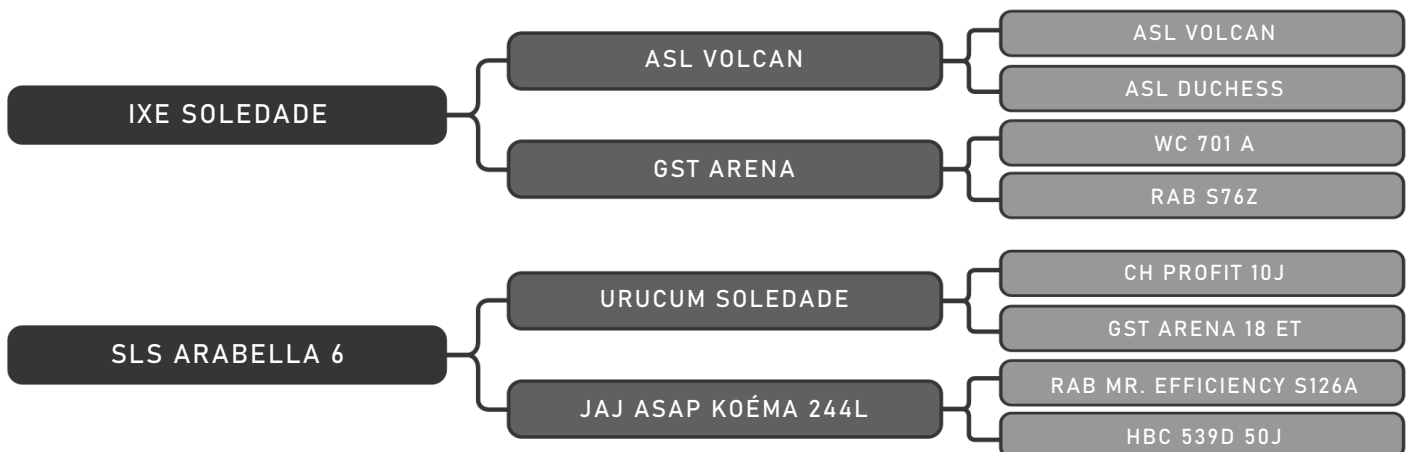 IXE SOLEDADE
ASL VOLCAN
GST ARENA
ASL VOLCAN
ASL DUCHESS
WC 701 A
RAB S76Z
SLS ARABELLA 6
URUCUM SOLEDADE
JAJ ASAP KOÉMA 244L
CH PROFIT 10J
GST ARENA 18 ET
RAB MR. EFFICIENCY S126A
HBC 539D 50J